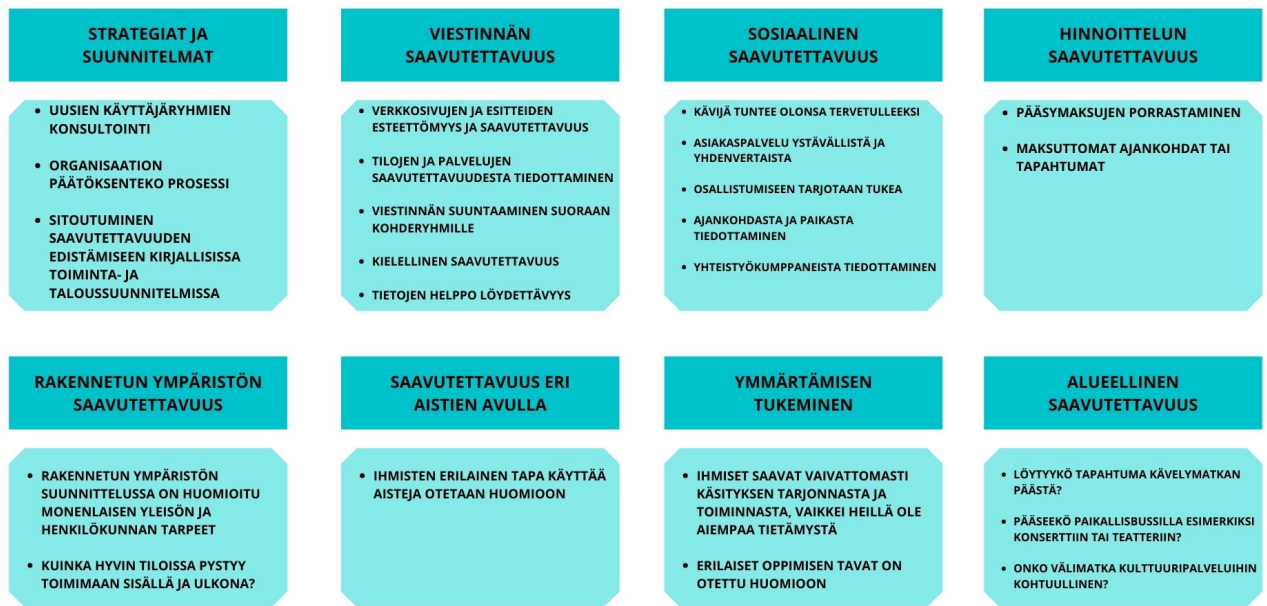 STRATEGIAT JA
SUUNNITELMAT
• UUSIEN KÄYTTÄJÄRYHMIEN
KONSULTOINTI
• ORGANISAATION
PÄÄTÖKSENTEKO PROSESSI
• SITOUTUMINEN
SAAVUTETTAVUUDEN
EDISTÄMISEEN KIRJALLISISSA
TOIMINTA- JA
TALOUSSUUNNITELMISSA
VIESTINNÄN
SAAVUTETTAVUUS
• VERKKOSIVUJEN JA ESITTEIDEN
ESTEETTÖMYYS JA SAAVUTETTAVUUS
• TILOJEN JA PALVELUJEN
SAAVUTETTAVUUDESTA TIEDOTTAMINEN
• VIESTINNÄN SUUNTAAMINEN SUORAAN
KOHDERYHMILLE
• KIELELLINEN SAAVUTETTAVUUS
• TIETOJEN HELPPO LÖYDETTÄVYYS
SOSIAALINEN
SAAVUTETTAVUUS
• KÄVIJÄ TUNTEE OLONSA TERVETULLEEKSI
• ASIAKASPALVELU YSTÄVÄLLISTÄ JA
YHDENVERTAISTA
• OSALLISTUMISEEN TARJOTAAN TUKEA
• AJANKOHDASTA JA PAIKASTA
TIEDOTTAMINEN
• YHTEISTYÖKUMPPANEISTA TIEDOTTAMINEN
HINNOITTELUN
SAAVUTETTAVUUS
• PÄÄSYMAKSUJEN PORRASTAMINEN
• MAKSUTTOMAT AJANKOHDAT TAI
TAPAHTUMAT
RAKENNETUN YMPÄRISTÖN
SAAVUTETTAVUUS
• RAKENNETUN YMPÄRISTÖN
SUUNNITTELUSSA ON HUOMIOITU
MONENLAISEN YLEISÖN JA
HENKILÖKUNNAN TARPEET
• KUINKA HYVIN TILOISSA PYSTYY
TOIMIMAAN SISÄLLÄ JA ULKONA?
SAAVUTETTAVUUS ERI
AISTIEN AVULLA
• IHMISTEN ERILAINEN TAPA KÄYTTÄÄ
AISTEJA OTETAAN HUOMIOON
YMMÄRTÄMISEN
TUKEMINEN
• IHMISET SAAVAT VAIVATTOMASTI
KÄSITYKSEN TARJONNASTA JA
TOIMINNASTA, VAIKKEI HEILLÄ OLE
AIEMPAA TIETÄMYSTÄ
• ERILAISET OPPIMISEN TAVAT ON
OTETTU HUOMIOON
ALUEELLINEN
SAAVUTETTAVUUS
• LÖYTYYKÖ TAPAHTUMA KÄVELYMATKAN
PÄÄSTÄ?
• PÄÄSEEKÖ PAIKALLISBUSSILLA ESIMERKIKSI
KONSERTTIIN TAI TEATTERIIN?
• ONKO VÄLIMATKA KULTTUURIPALVELUIHIN
KOHTUULLINEN?